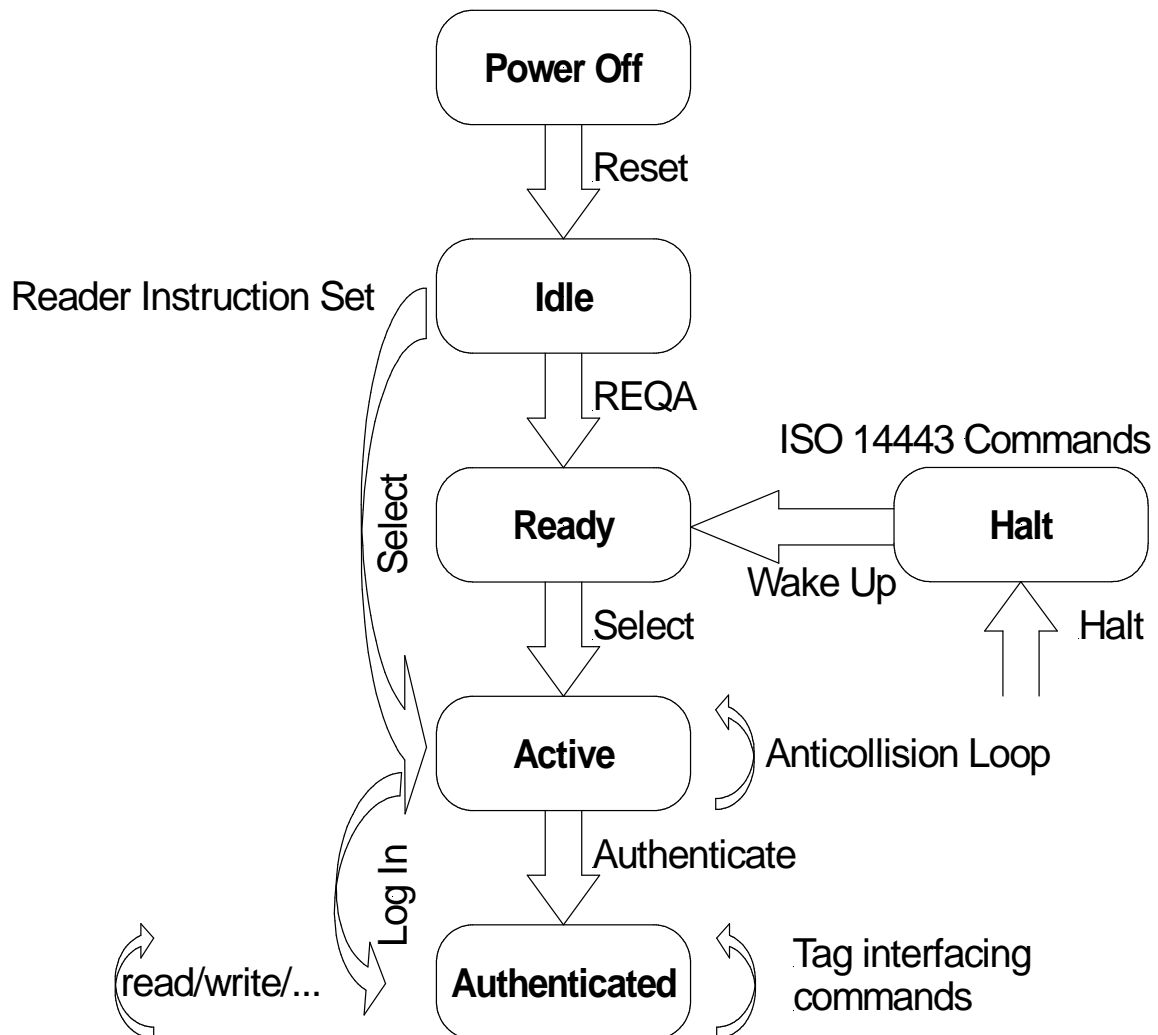 Power Off
Reset
Reader Instruction Set
Idle
REQA
ISO 14443 Commands
Select
Ready
Halt
Wake Up
Select
Halt
Active
Anticollision Loop
Log In
Authenticate
read/write/...
Authenticated
Tag interfacing
commands